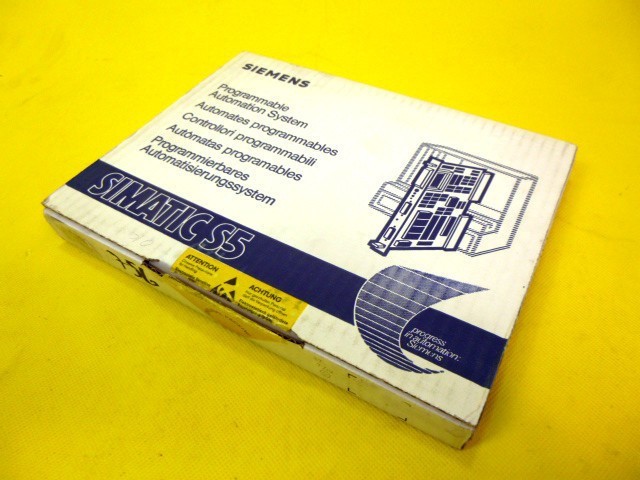 SIEMENS
Programmable
Automation System
Automates programmables
Controllori programmabili
Autómatas programables
Programmierbares
Automatisierungssystem
SIMATIC S5
ATTENTION
ACHTUNG
progress
in automation:
Siemens